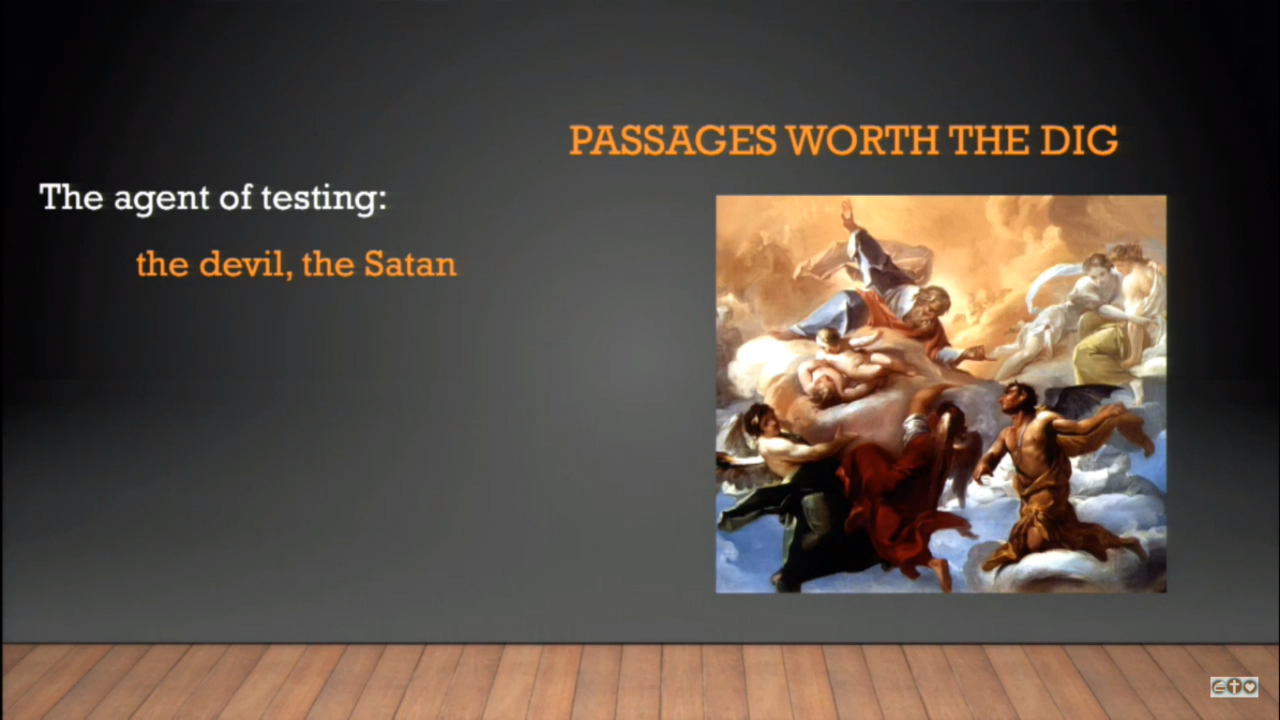 PASSAGES WORTH THE DIG
The agent of testing:
the devil, the Satan